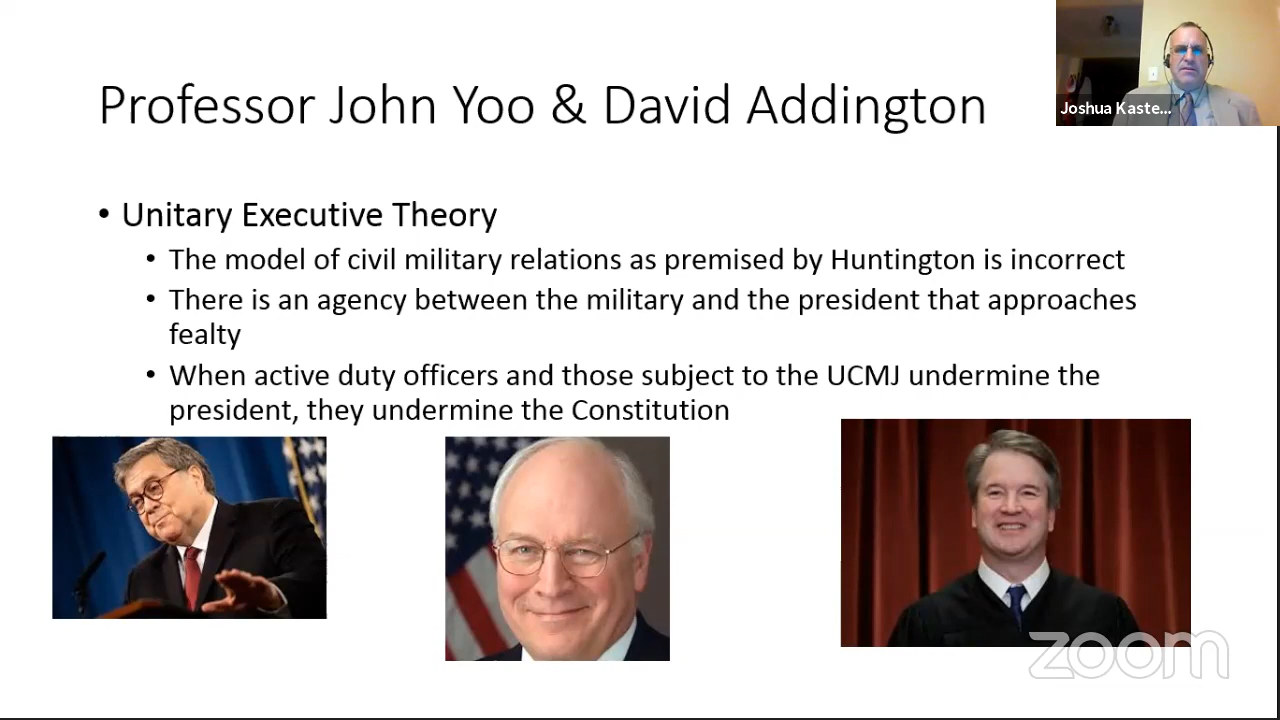 Professor John Yoo & David Addington
Joshua Kaste...
• Unitary Executive Theory
• The model of civil military relations as premised by Huntington is incorrect
• There is an agency between the military and the president that approaches
fealty
• When active duty officers and those subject to the UCMJ undermine the
president, they undermine the Constitution
zoom